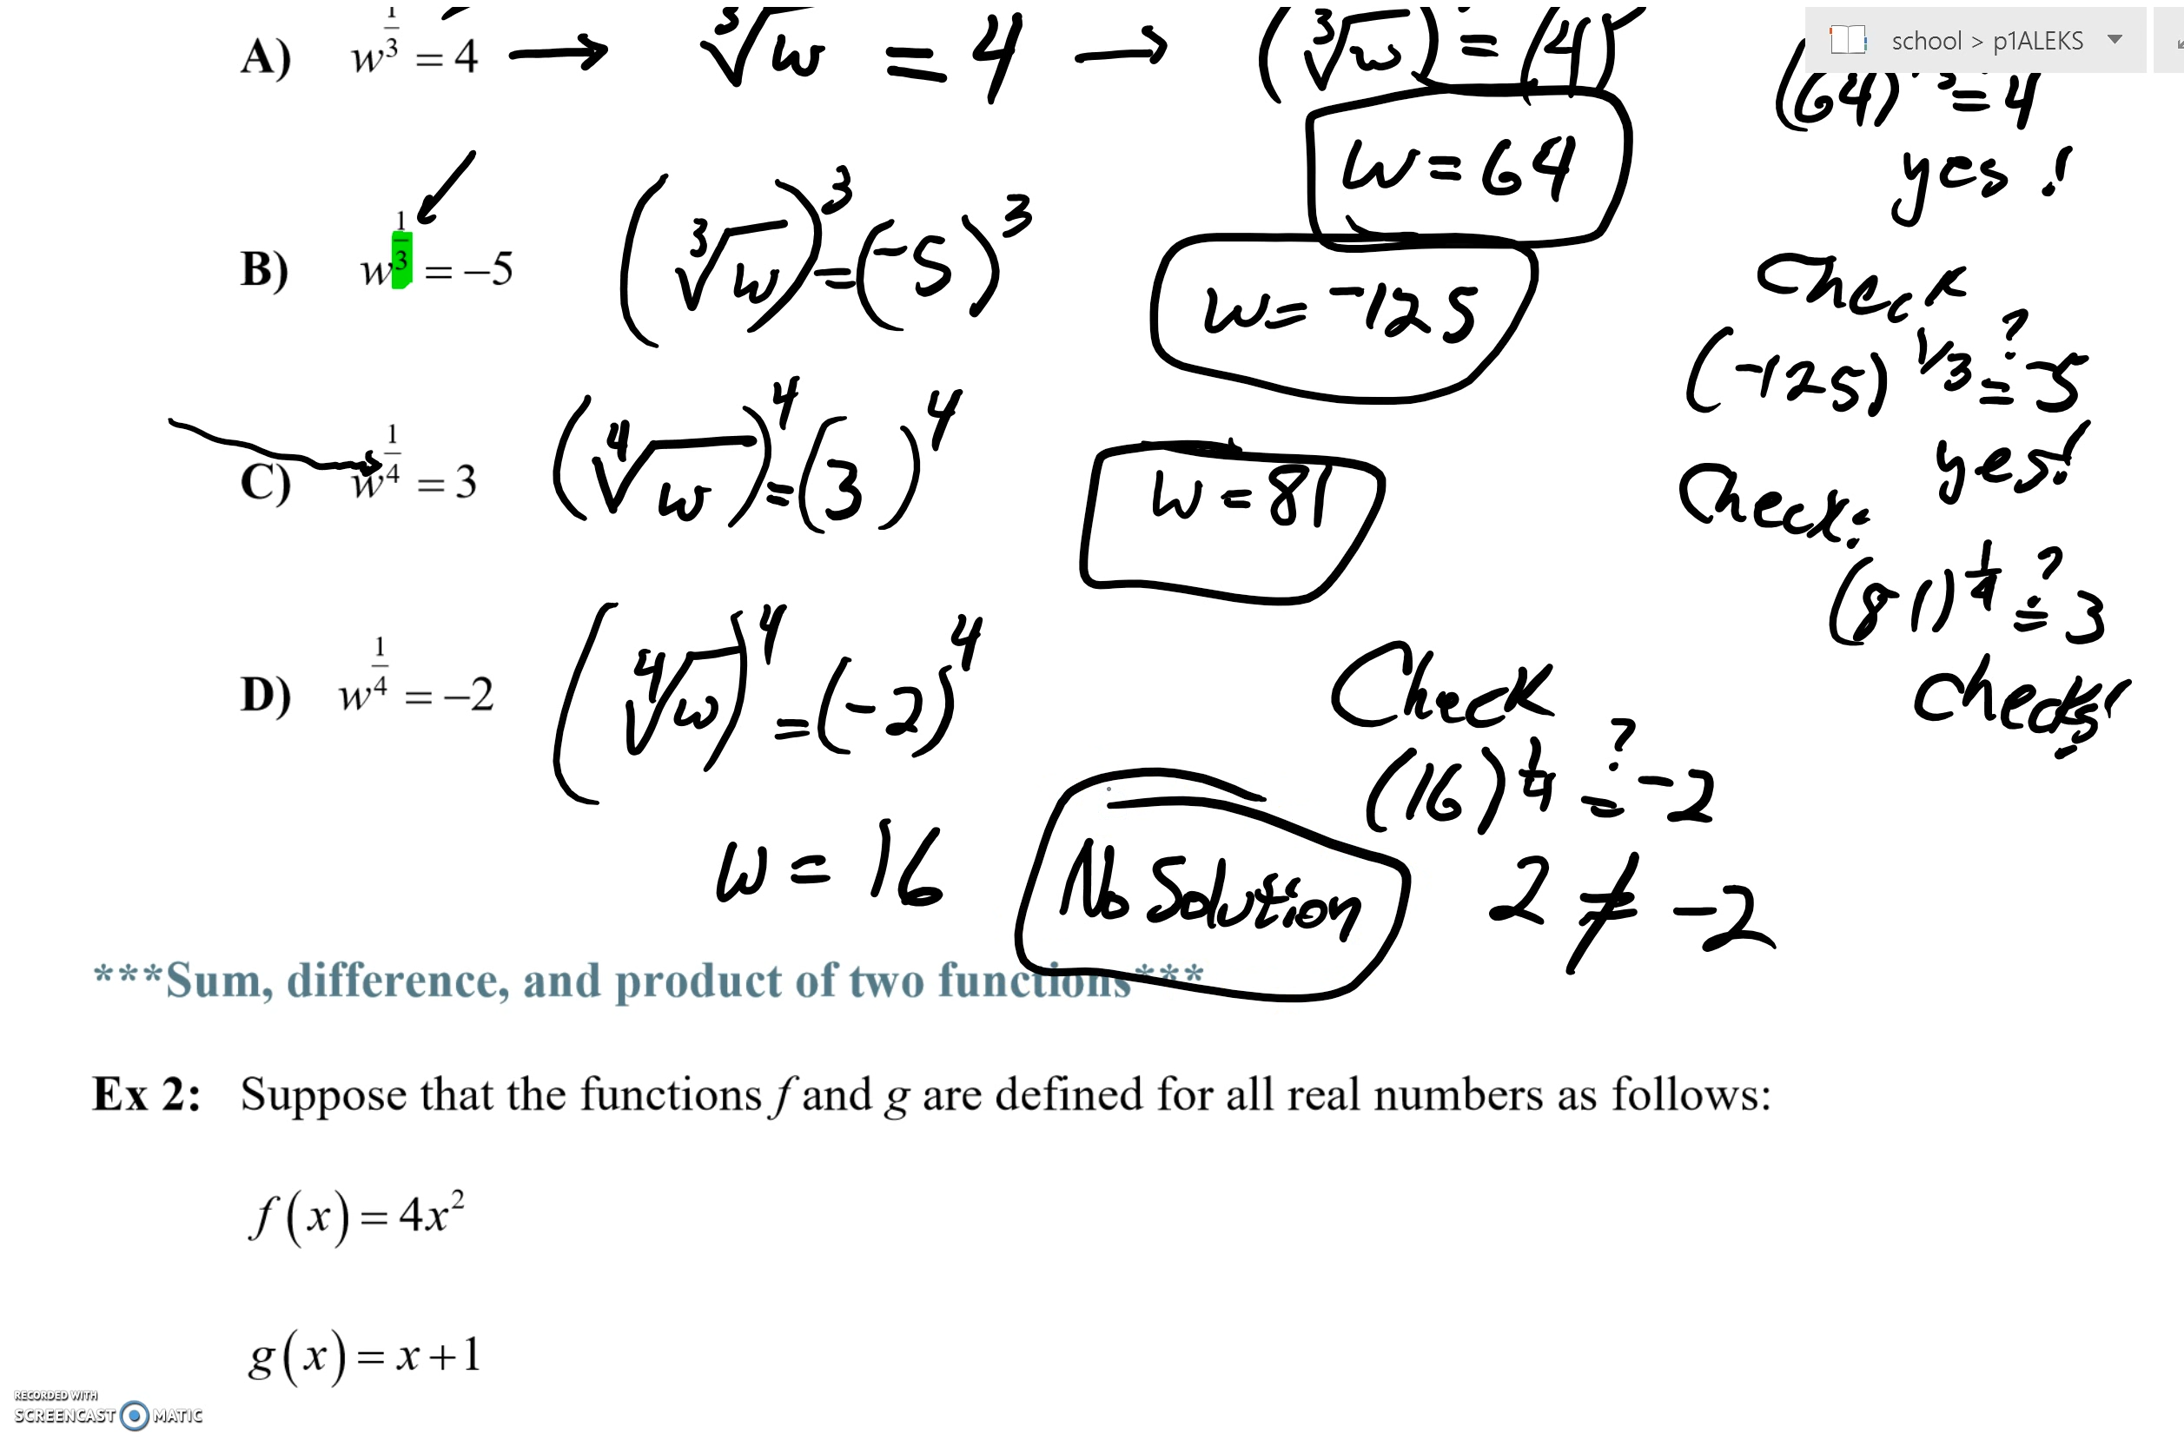 A) w^{1/3} = 4 → ∛w = 4 → (∛w) = (4)
w = 64
(64)^{1/3} = 4
yes!
school > p1ALEKS
B) w^{1/3} = −5 (∛w)^3 = (-5)^3
w = -125
Check
(-125)^{1/3} ?= -5
yes!
C) w^{1/4} = 3 (∜w)^4 = (3)^4
w = 81
Check:
(81)^{1/4} ?= 3
checks!
D) w^{1/4} = −2 (∜w)^4 = (-2)^4
w = 16
No Solution
Check
(16)^{1/4} ?= -2
2 ≠ -2
***Sum, difference, and product of two functions***
Ex 2: Suppose that the functions f and g are defined for all real numbers as follows:
f(x) = 4x²
g(x) = x+1
RECORDED WITH
SCREENCAST MATIC